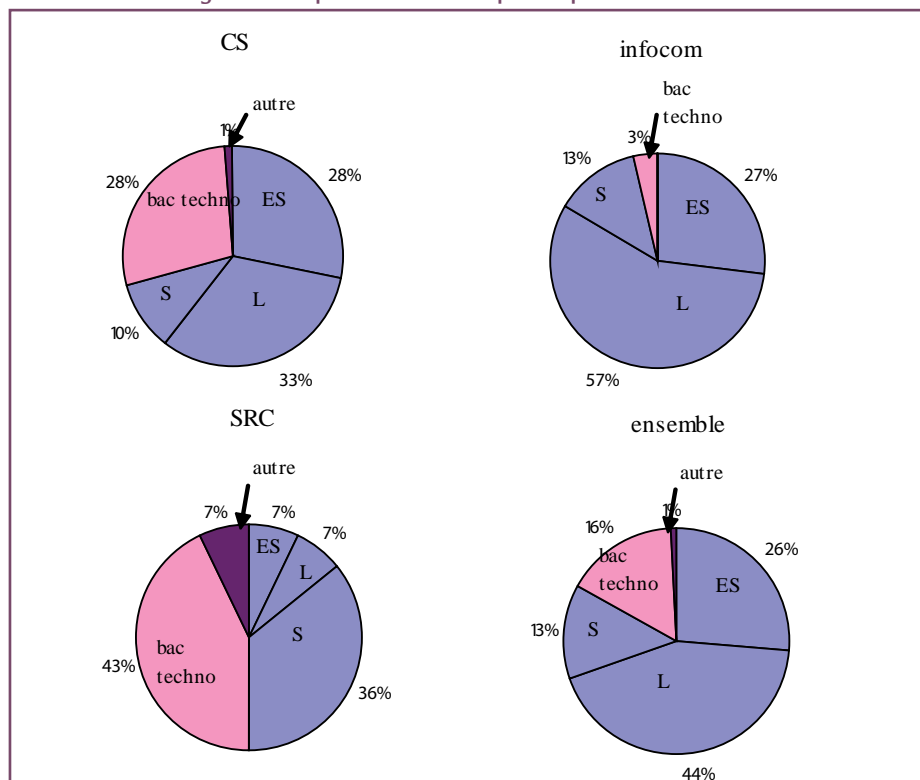 CS
autre
1%
28%
28%
bac techno
ES
S
L
10%
33%
infocom
bac
techno
3%
13%
27%
S
ES
L
57%
SRC
autre
7%
7%
7%
ES
L
S
bac
techno
43%
36%
ensemble
autre
1%
16%
26%
bac
techno
ES
13%
S
L
44%